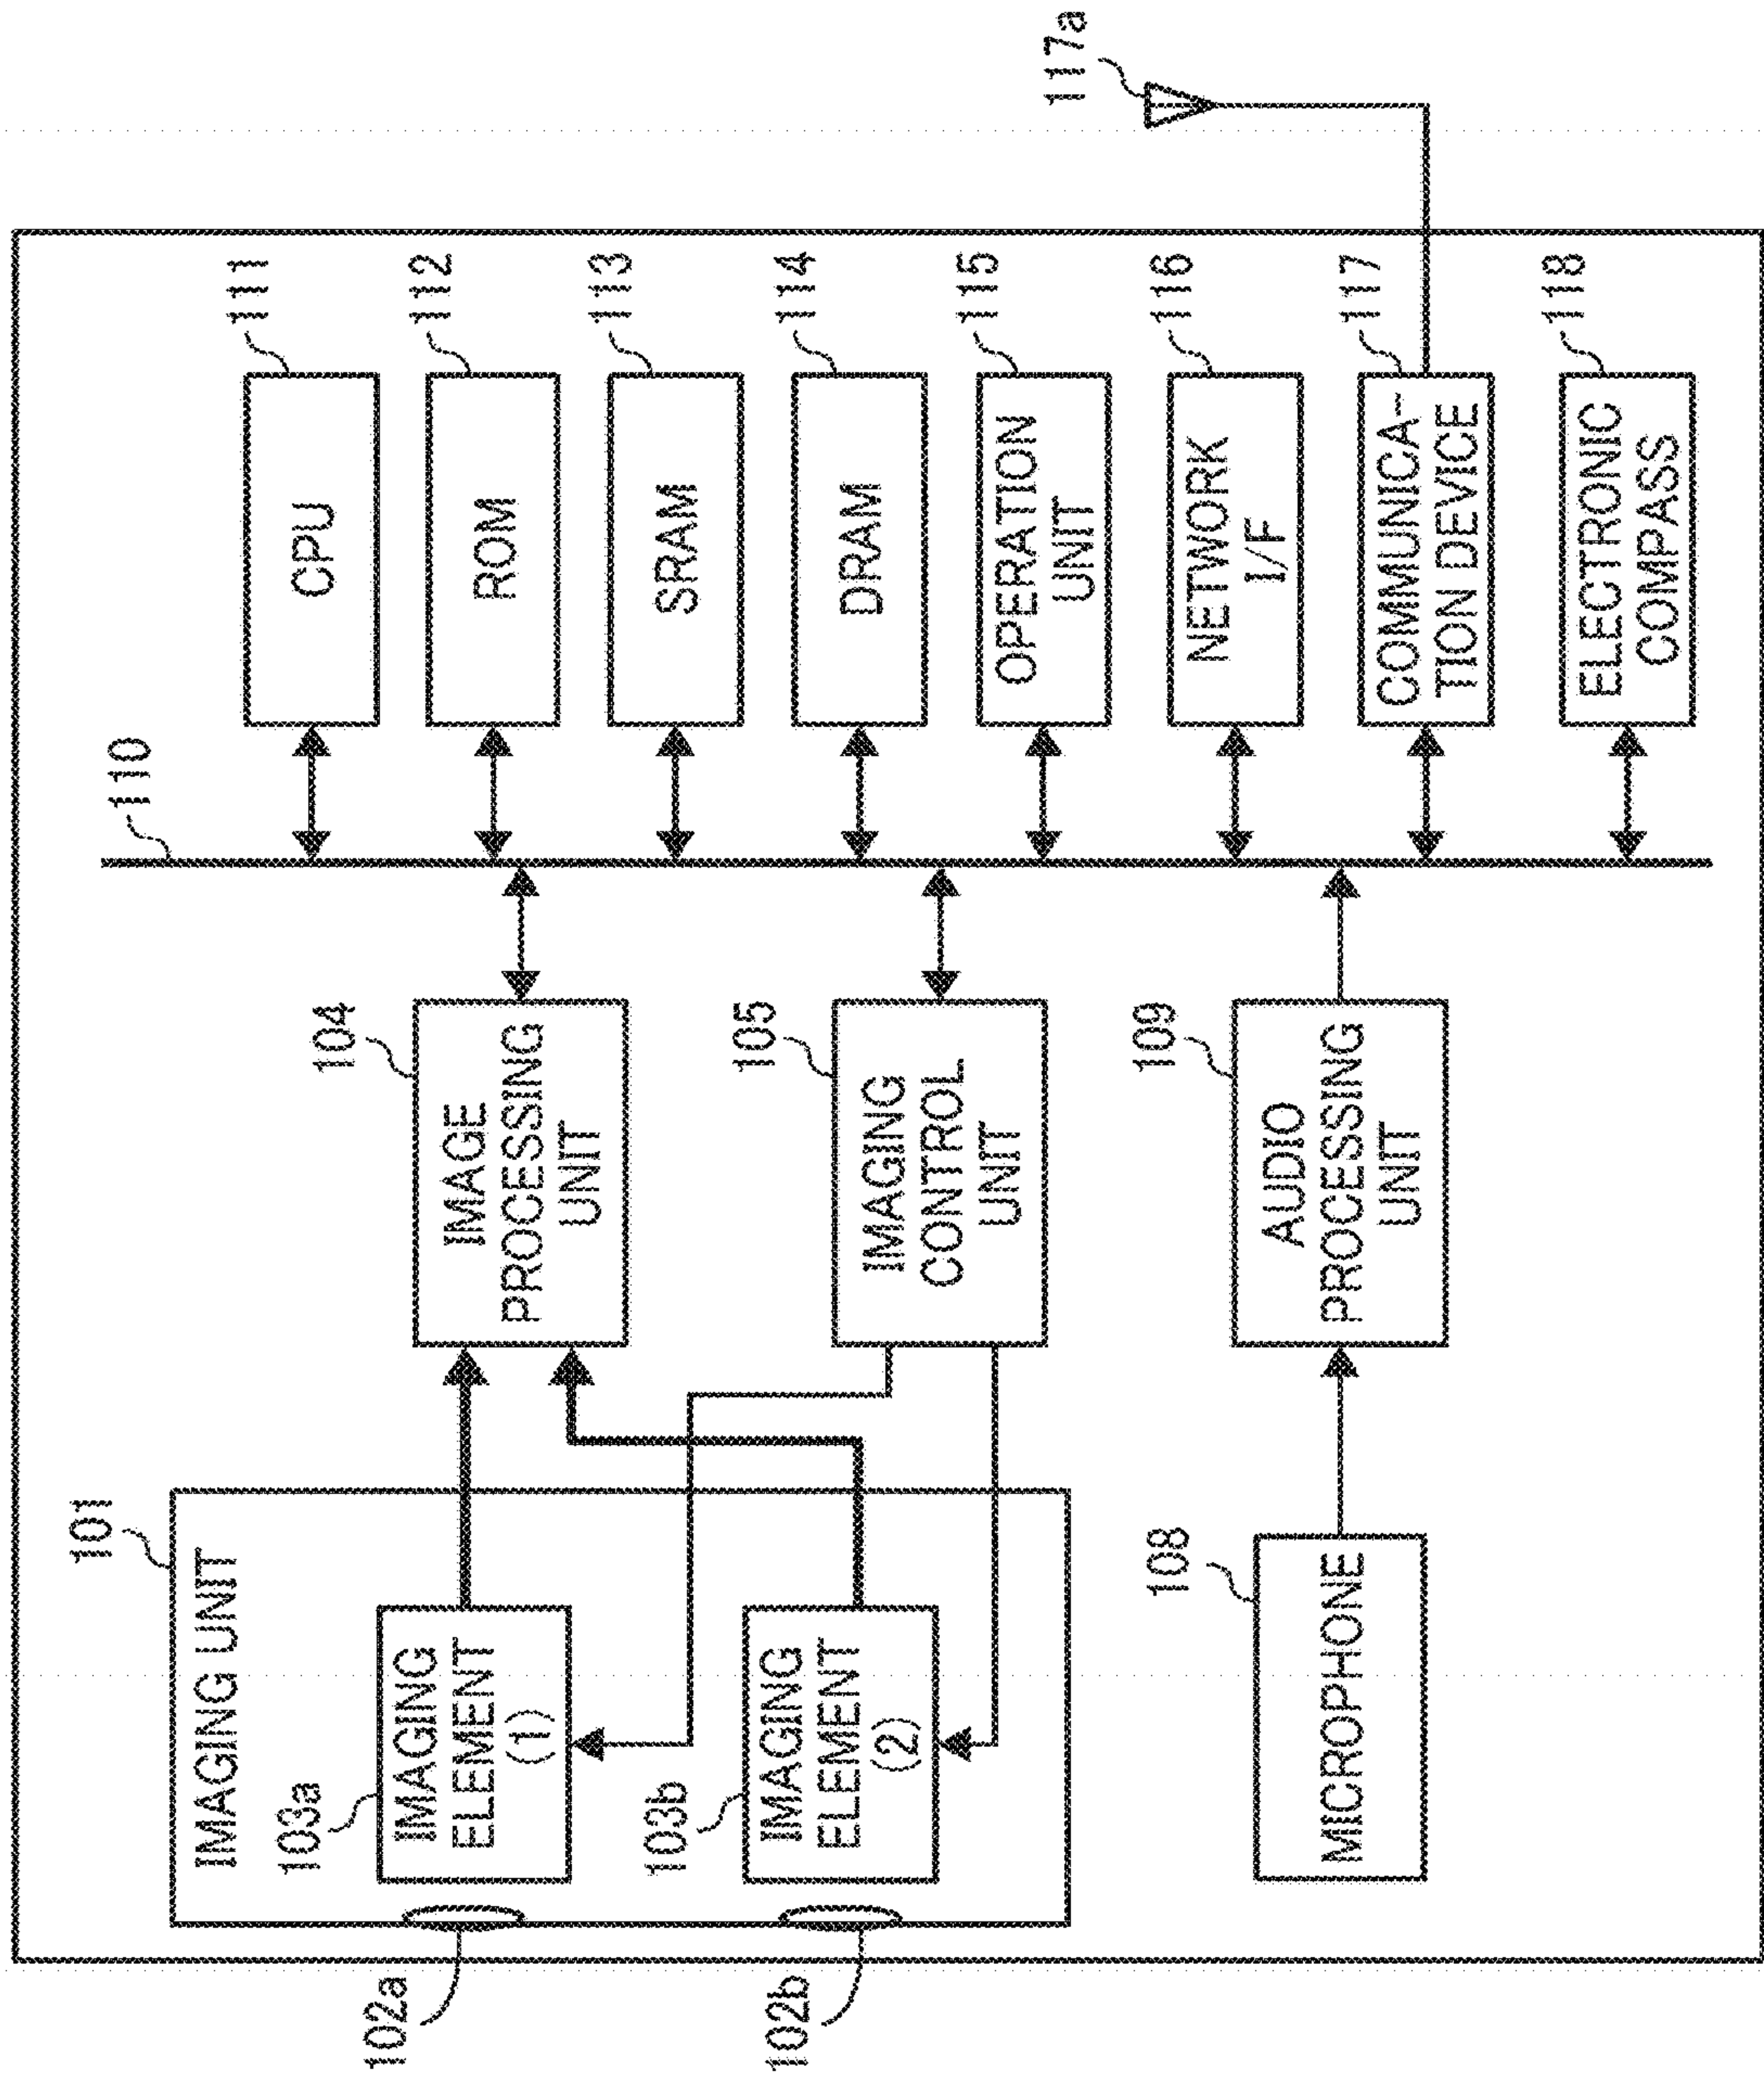 101
IMAGING UNIT
103a
IMAGING
ELEMENT
(1)
102a
103b
IMAGING
ELEMENT
(2)
102b
104
IMAGE
PROCESSING
UNIT
105
IMAGING
CONTROL
UNIT
108
MICROPHONE
109
AUDIO
PROCESSING
UNIT
110
CPU
111
ROM
112
SRAM
113
DRAM
114
OPERATION
UNIT
115
NETWORK
I/F
116
COMMUNICA-
TION DEVICE
117
117a
ELECTRONIC
COMPASS
118